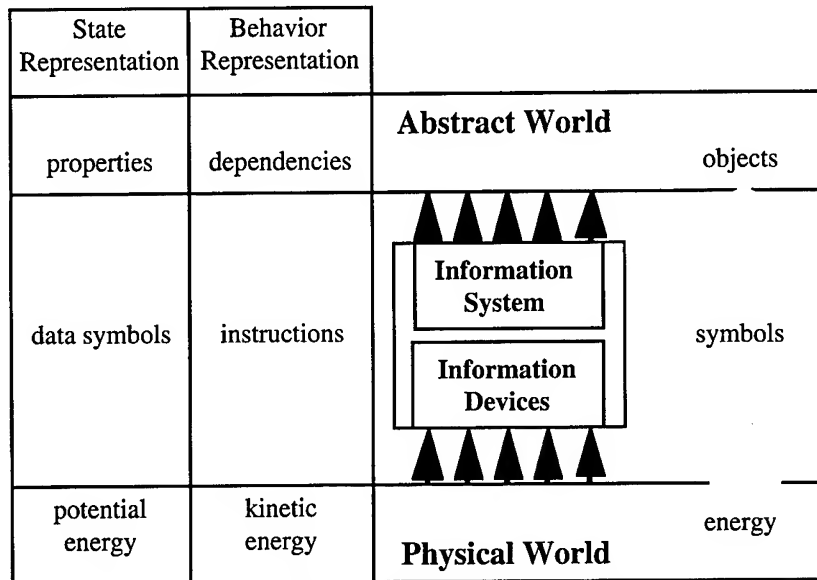 State
Representation
Behavior
Representation
Abstract World
properties
dependencies
objects
Information
System
data symbols
instructions
symbols
Information
Devices
potential
energy
kinetic
energy
energy
Physical World